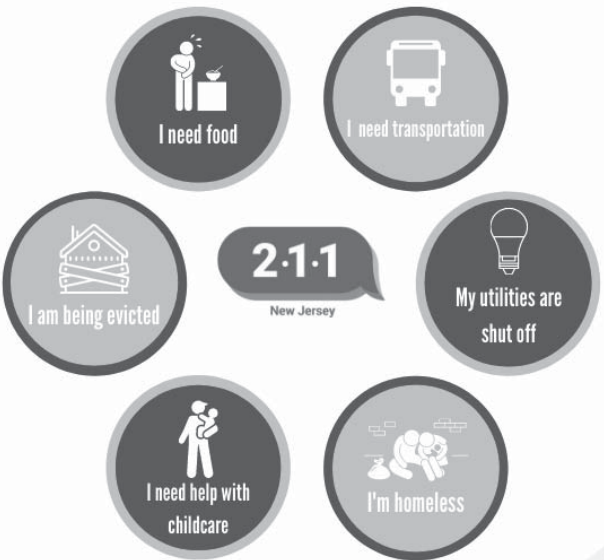 I need food
I need transportation
I am being evicted
2·1·1
New Jersey
My utilities are
shut off
I need help with
childcare
I'm homeless